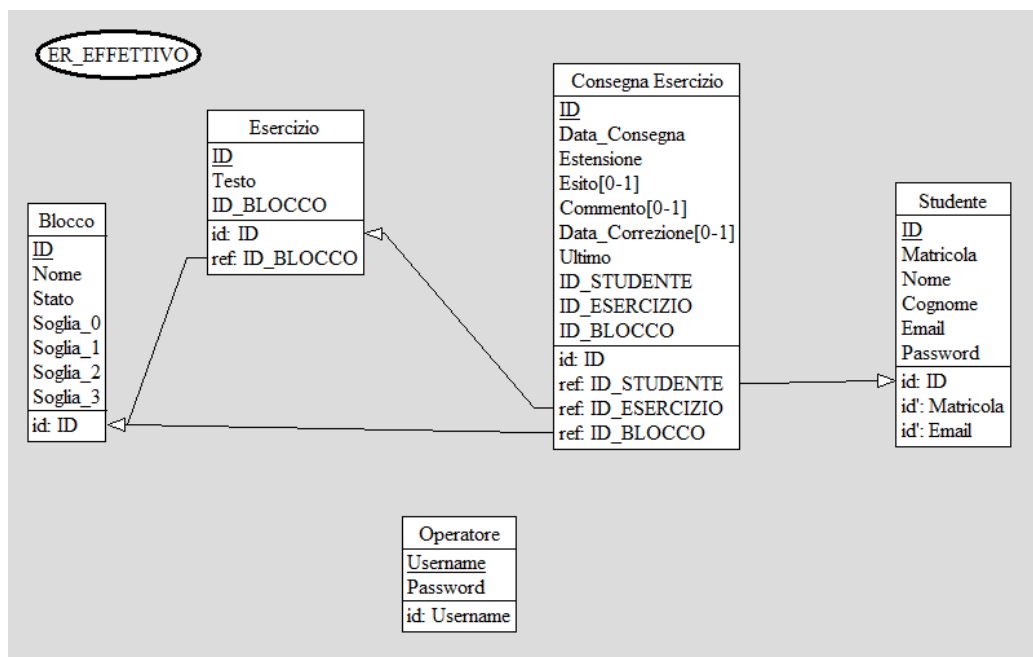 ER_EFFETTIVO
Blocco
ID
Nome
Stato
Soglia_0
Soglia_1
Soglia_2
Soglia_3
id: ID
Esercizio
ID
Testo
ID_BLOCCO
id: ID
ref: ID_BLOCCO
Consegna Esercizio
ID
Data_Consegna
Estensione
Esito[0-1]
Commento[0-1]
Data_Correzione[0-1]
Ultimo
ID_STUDENTE
ID_ESERCIZIO
ID_BLOCCO
id: ID
ref: ID_STUDENTE
ref: ID_ESERCIZIO
ref: ID_BLOCCO
Studente
ID
Matricola
Nome
Cognome
Email
Password
id: ID
id': Matricola
id': Email
Operatore
Username
Password
id: Username